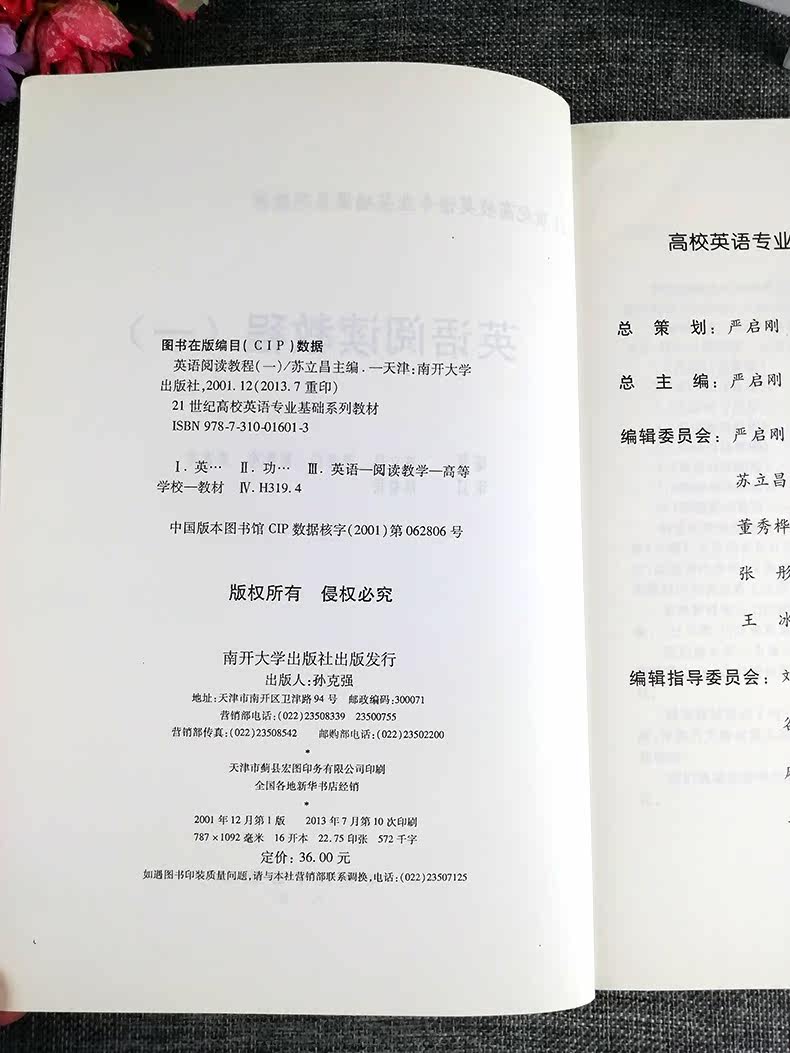 图书在版编目(CIP)数据
英语阅读教程(一)/苏立昌主编.—天津:南开大学
出版社,2001.12(2013.7重印)
21世纪高校英语专业基础系列教材
ISBN 978-7-310-01601-3
Ⅰ.英… Ⅱ.功… Ⅲ.英语—阅读教学—高等
学校—教材 Ⅳ.H319.4
中国版本图书馆CIP数据核字(2001)第062806号
版权所有 侵权必究
南开大学出版社出版发行
出版人:孙克强
地址:天津市南开区卫津路94号 邮政编码:300071
营销部电话:(022)23508339 23500755
营销部传真:(022)23508542 邮购部电话:(022)23502200
*
天津市蓟县宏图印务有限公司印刷
全国各地新华书店经销
*
2001年12月第1版 2013年7月第10次印刷
787×1092毫米 16开本 22.75印张 572千字
定价:36.00元
如遇图书印装质量问题,请与本社营销部联系调换,电话:(022)23507125
高校英语专业
总 策 划:严启刚
总 主 编:严启刚
编辑委员会:严启刚
苏立昌
董秀桦
张 彤
王 冰
编辑指导委员会: